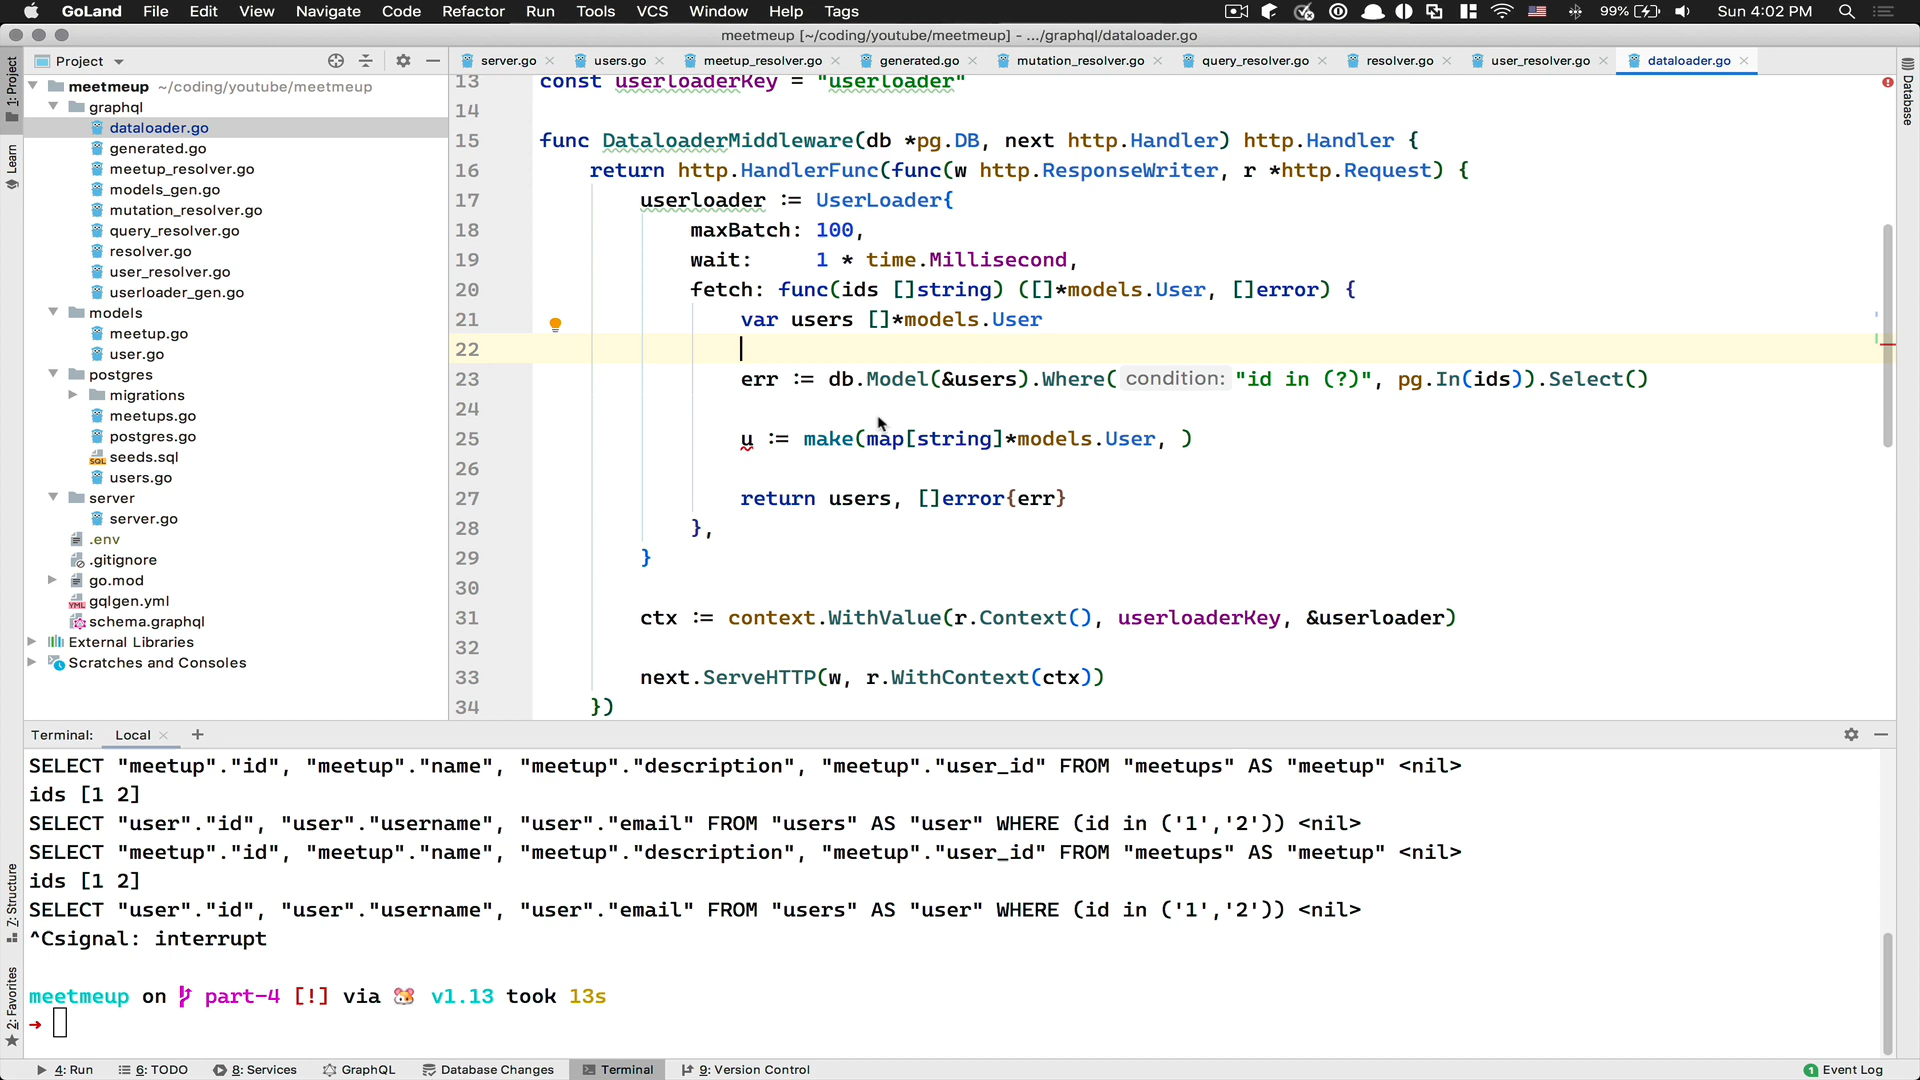 GoLand File Edit View Navigate Code Refactor Run Tools VCS Window Help Tags 99% Sun 4:02 PM
meetmeup [~/coding/youtube/meetmeup] - .../graphql/dataloader.go
Project
server.go users.go meetup_resolver.go generated.go mutation_resolver.go query_resolver.go resolver.go user_resolver.go dataloader.go
1: Project
Learn
Z: Structure
2: Favorites
Database
meetmeup ~/coding/youtube/meetmeup
graphql
dataloader.go
generated.go
meetup_resolver.go
models_gen.go
mutation_resolver.go
query_resolver.go
resolver.go
user_resolver.go
userloader_gen.go
models
meetup.go
user.go
postgres
migrations
meetups.go
postgres.go
seeds.sql
users.go
server
server.go
.env
.gitignore
go.mod
gqlgen.yml
schema.graphql
External Libraries
Scratches and Consoles
13 const userloaderKey = "userloader"
14
15 func DataloaderMiddleware(db *pg.DB, next http.Handler) http.Handler {
16 return http.HandlerFunc(func(w http.ResponseWriter, r *http.Request) {
17 userloader := UserLoader{
18 maxBatch: 100,
19 wait: 1 * time.Millisecond,
20 fetch: func(ids []string) ([]*models.User, []error) {
21 var users []*models.User
22
23 err := db.Model(&users).Where( condition: "id in (?)", pg.In(ids)).Select()
24
25 u := make(map[string]*models.User, )
26
27 return users, []error{err}
28 },
29 }
30
31 ctx := context.WithValue(r.Context(), userloaderKey, &userloader)
32
33 next.ServeHTTP(w, r.WithContext(ctx))
34 })
Terminal: Local +
SELECT "meetup"."id", "meetup"."name", "meetup"."description", "meetup"."user_id" FROM "meetups" AS "meetup" <nil>
ids [1 2]
SELECT "user"."id", "user"."username", "user"."email" FROM "users" AS "user" WHERE (id in ('1','2')) <nil>
SELECT "meetup"."id", "meetup"."name", "meetup"."description", "meetup"."user_id" FROM "meetups" AS "meetup" <nil>
ids [1 2]
SELECT "user"."id", "user"."username", "user"."email" FROM "users" AS "user" WHERE (id in ('1','2')) <nil>
^Csignal: interrupt
meetmeup on part-4 [!] via 🐹 v1.13 took 13s
➜
4: Run 6: TODO 8: Services GraphQL Database Changes Terminal 9: Version Control 1 Event Log